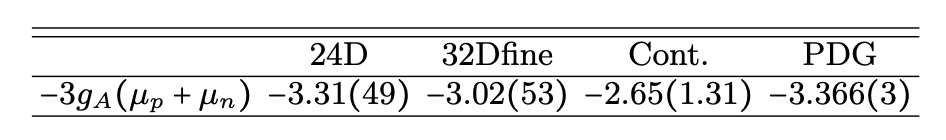 24D 32Dfine Cont. PDG
−3g_A(μ_p + μ_n) −3.31(49) −3.02(53) −2.65(1.31) −3.366(3)